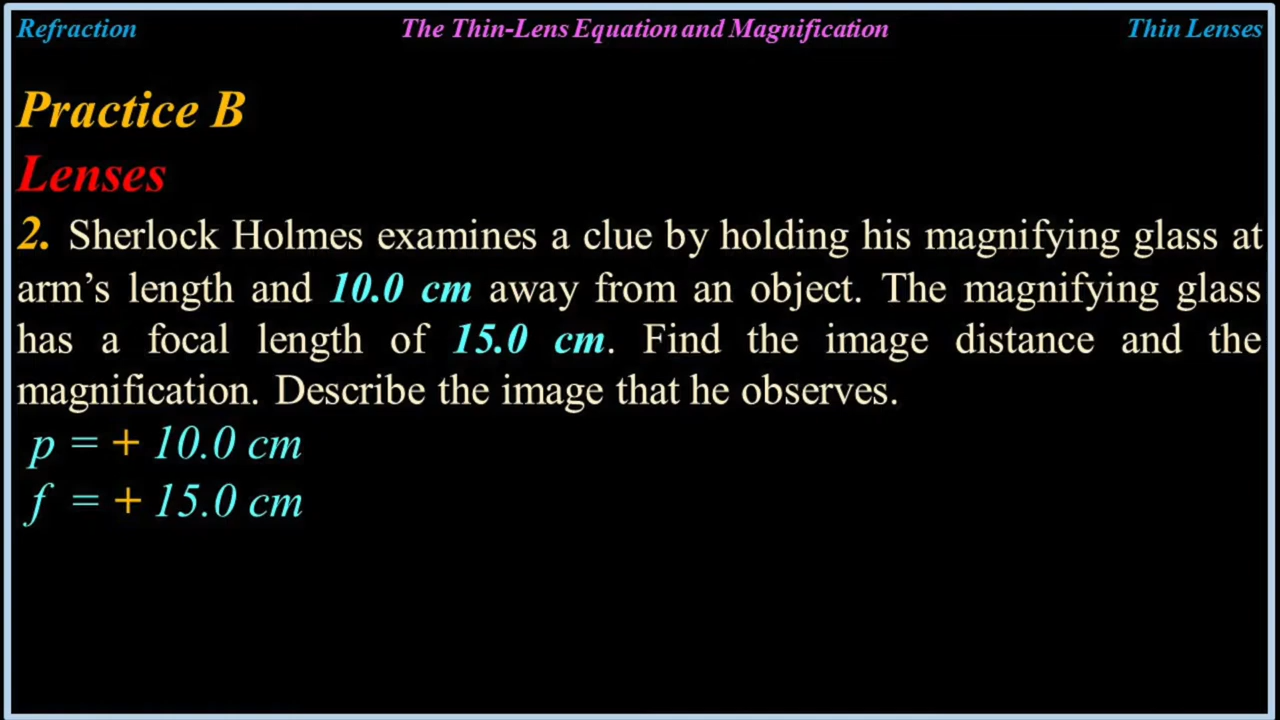 Refraction The Thin-Lens Equation and Magnification Thin Lenses
Practice B
Lenses
2. Sherlock Holmes examines a clue by holding his magnifying glass at
arm’s length and 10.0 cm away from an object. The magnifying glass
has a focal length of 15.0 cm. Find the image distance and the
magnification. Describe the image that he observes.
p = + 10.0 cm
f = + 15.0 cm